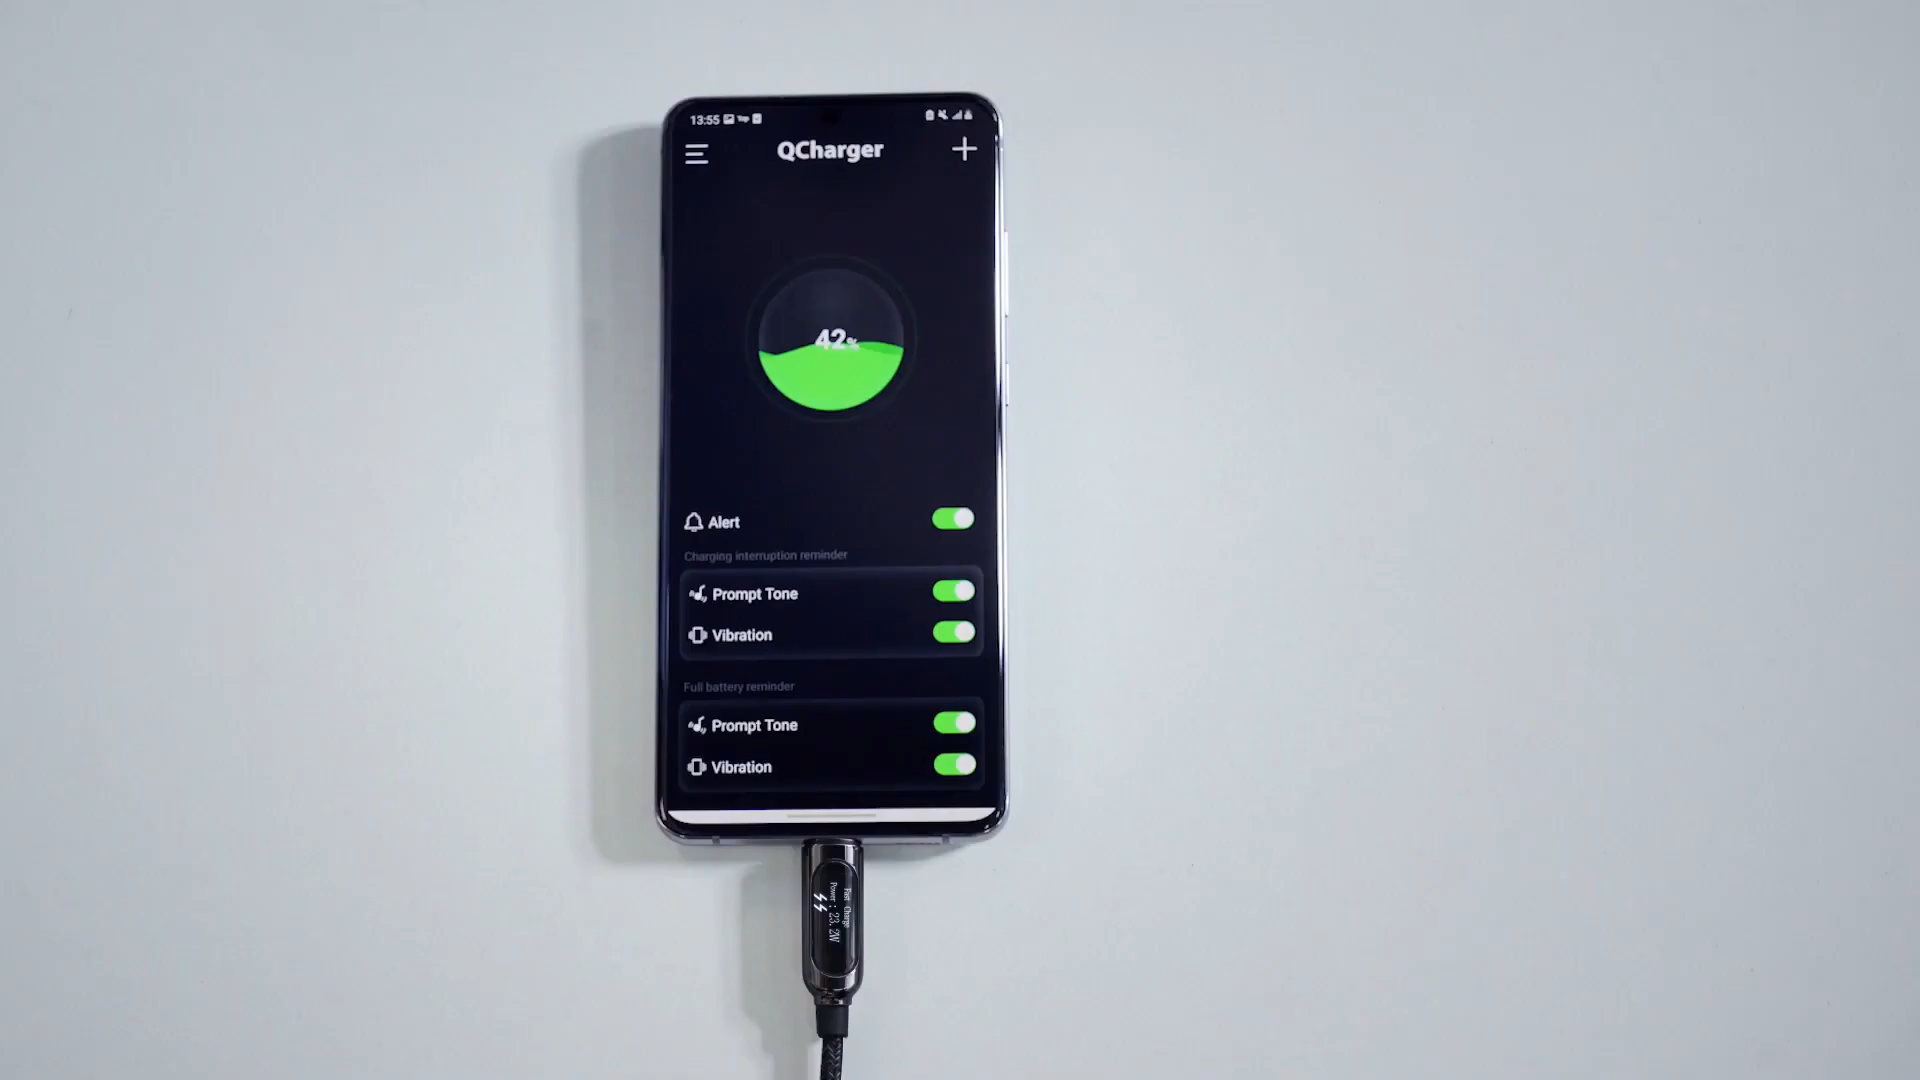 13:55
QCharger
42%
Alert
Charging interruption reminder
Prompt Tone
Vibration
Full battery reminder
Prompt Tone
Vibration
Fast Charge
Power: 23.2W